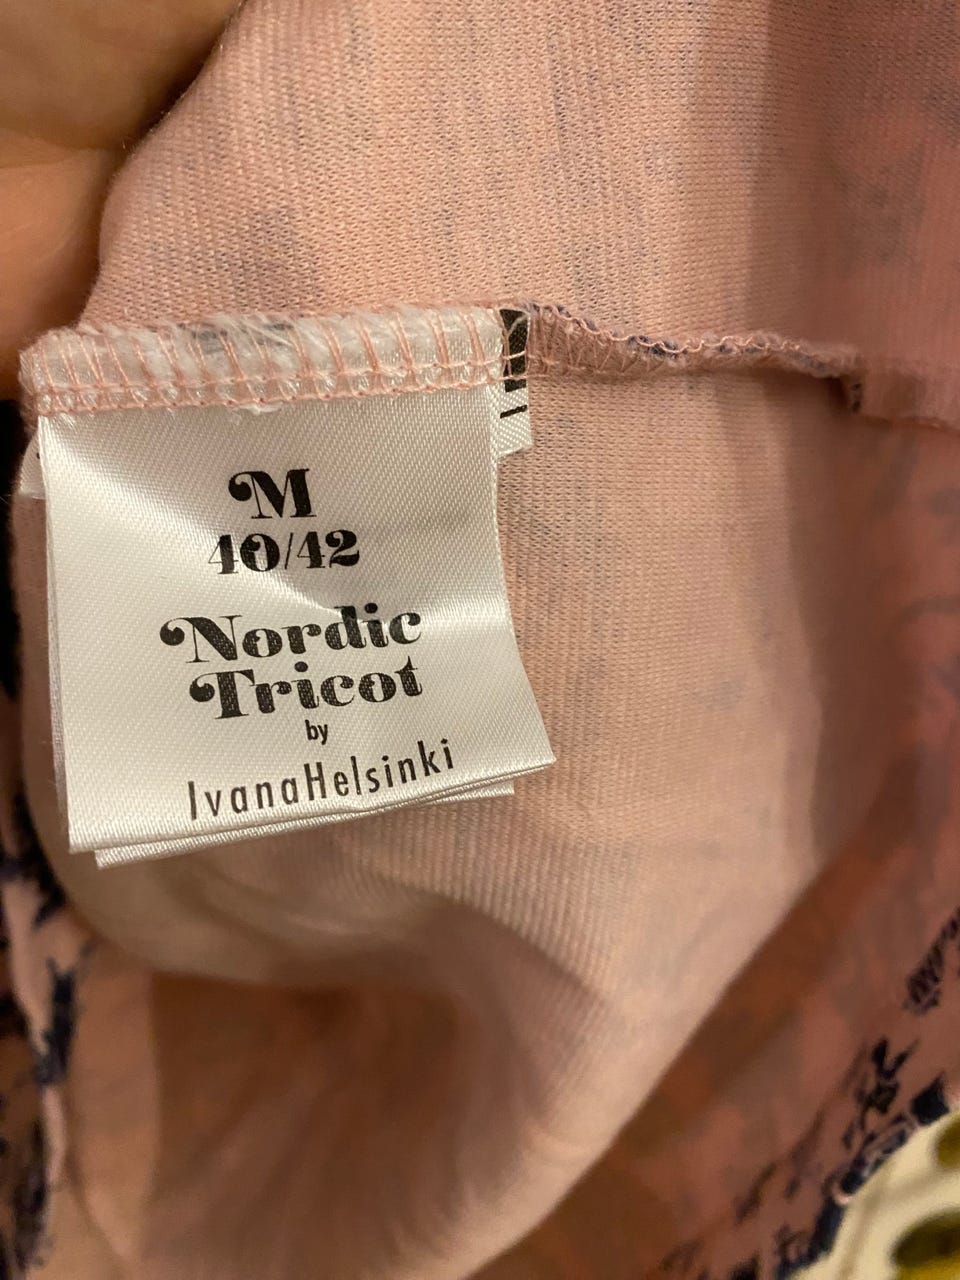 M
40/42
Nordic
Tricot
by
IvanaHelsinki